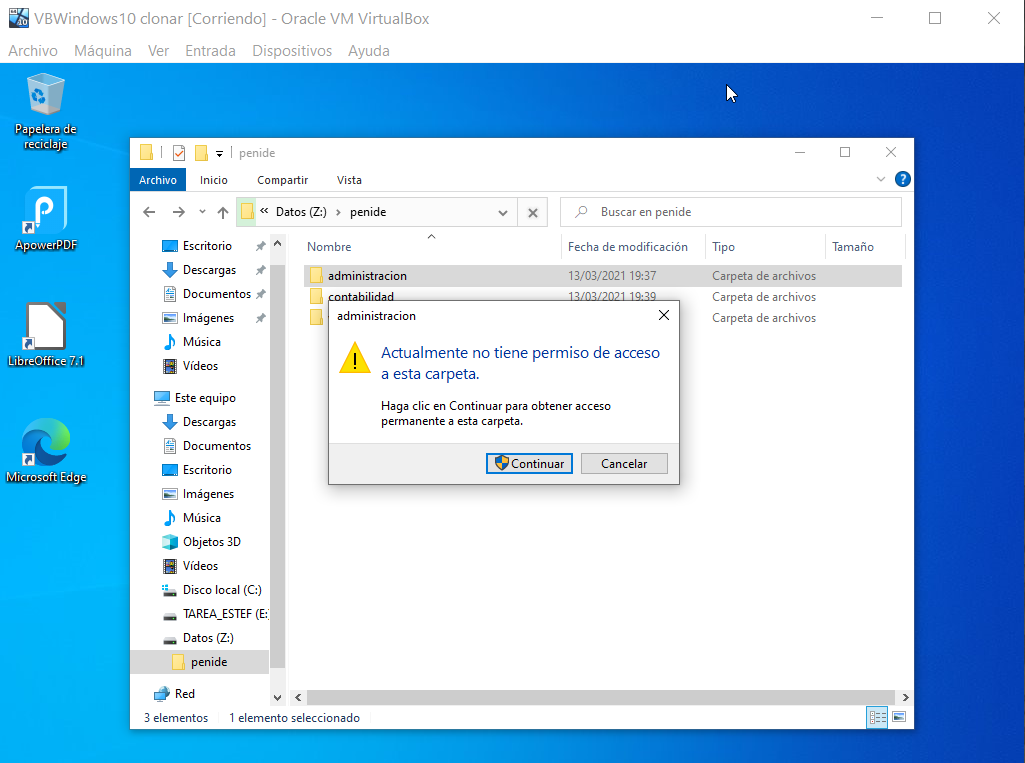 VBWindows10 clonar [Corriendo] - Oracle VM VirtualBox
Archivo Máquina Ver Entrada Dispositivos Ayuda
Papelera de
reciclaje
ApowerPDF
LibreOffice 7.1
Microsoft Edge
penide
Archivo Inicio Compartir Vista
« Datos (Z:) › penide
Buscar en penide
Escritorio
Descargas
Documentos
Imágenes
Música
Vídeos
Este equipo
Descargas
Documentos
Escritorio
Imágenes
Música
Objetos 3D
Vídeos
Disco local (C:)
TAREA_ESTEF (E:
Datos (Z:)
penide
Red
Nombre Fecha de modificación Tipo Tamaño
administracion 13/03/2021 19:37 Carpeta de archivos
contabilidad 13/03/2021 19:39 Carpeta de archivos
Carpeta de archivos
administracion
Actualmente no tiene permiso de acceso
a esta carpeta.
Haga clic en Continuar para obtener acceso
permanente a esta carpeta.
Continuar Cancelar
3 elementos 1 elemento seleccionado